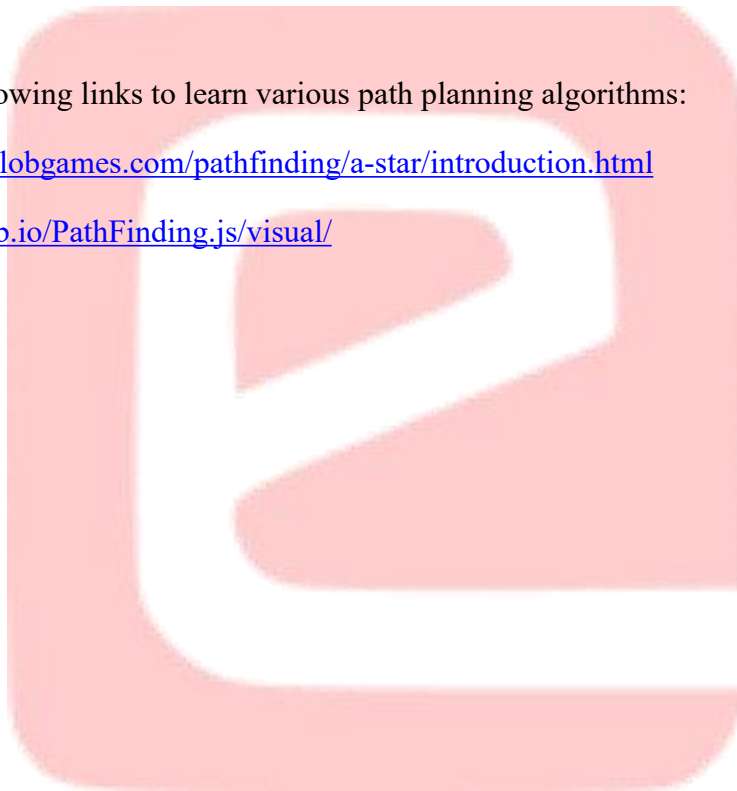 owing links to learn various path planning algorithms:
lobgames.com/pathfinding/a-star/introduction.html
b.io/PathFinding.js/visual/